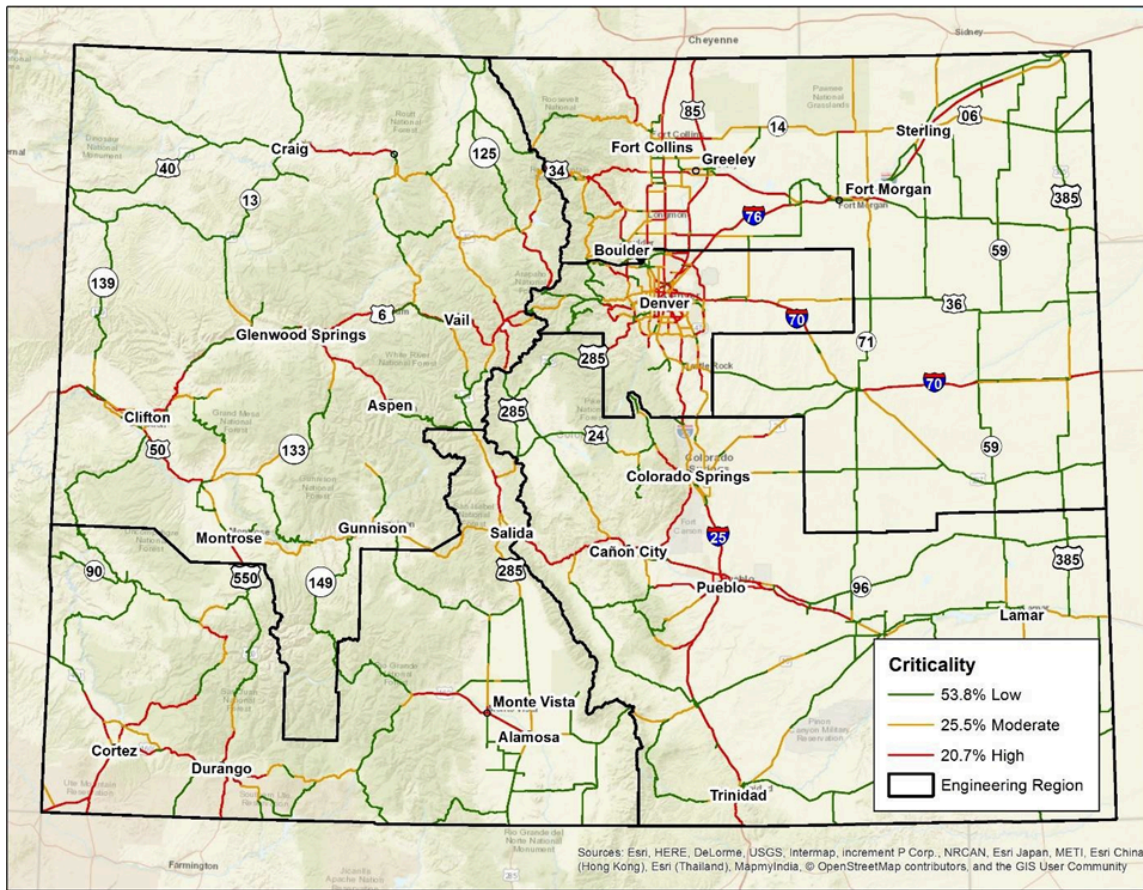 Cheyenne
Sidney
85
14
Sterling
06
Craig
125
Fort Collins
Greeley
40
34
Fort Morgan
Fort Morgan
385
13
76
Longmon
59
Boulder
139
Denver
36
6
Vail
70
Glenwood Springs
71
285
70
Aspen
Clifton
285
24
50
133
59
Colorado Springs
Gunnison
Salida
25
Montrose
Cañon City
90
550
149
285
385
96
Pueblo
Lamar
Monte Vista
Alamosa
Cortez
Durango
Trinidad
Criticality
53.8% Low
25.5% Moderate
20.7% High
Engineering Region
Farmington
Sources: Esri, HERE, DeLorme, USGS, Intermap, increment P Corp., NRCAN, Esri Japan, METI, Esri China
(Hong Kong), Esri (Thailand), MapmyIndia, © OpenStreetMap contributors, and the GIS User Community